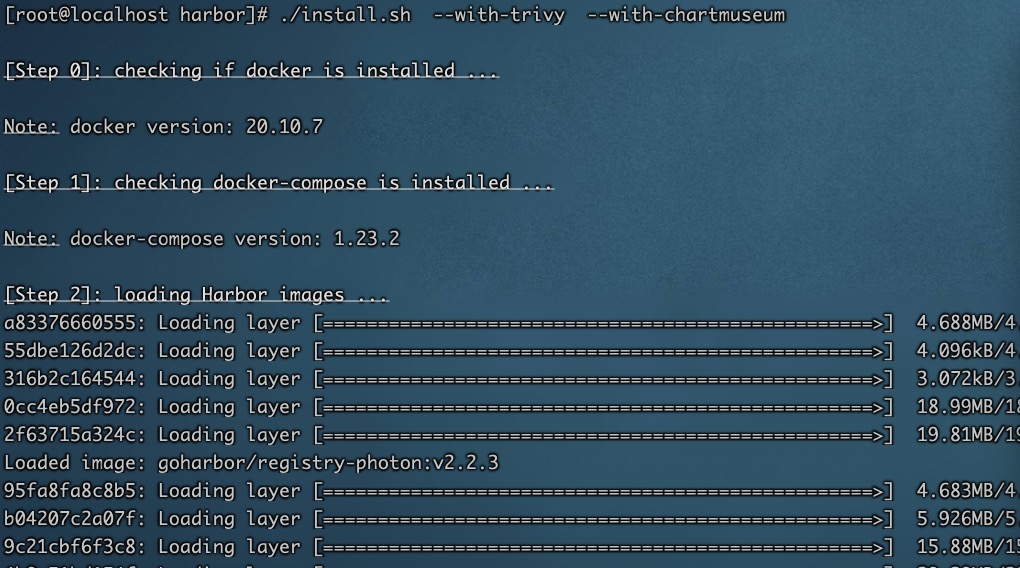 [root@localhost harbor]# ./install.sh  --with-trivy  --with-chartmuseum
[Step 0]: checking if docker is installed ...
Note: docker version: 20.10.7
[Step 1]: checking docker-compose is installed ...
Note: docker-compose version: 1.23.2
[Step 2]: loading Harbor images ...
a83376660555: Loading layer [==================================================>]  4.688MB/4
55dbe126d2dc: Loading layer [==================================================>]  4.096kB/4
316b2c164544: Loading layer [==================================================>]  3.072kB/3
0cc4eb5df972: Loading layer [==================================================>]  18.99MB/18
2f63715a324c: Loading layer [==================================================>]  19.81MB/19
Loaded image: goharbor/registry-photon:v2.2.3
95fa8fa8c8b5: Loading layer [==================================================>]  4.683MB/4
b04207c2a07f: Loading layer [==================================================>]  5.926MB/5
9c21cbf6f3c8: Loading layer [==================================================>]  15.88MB/15